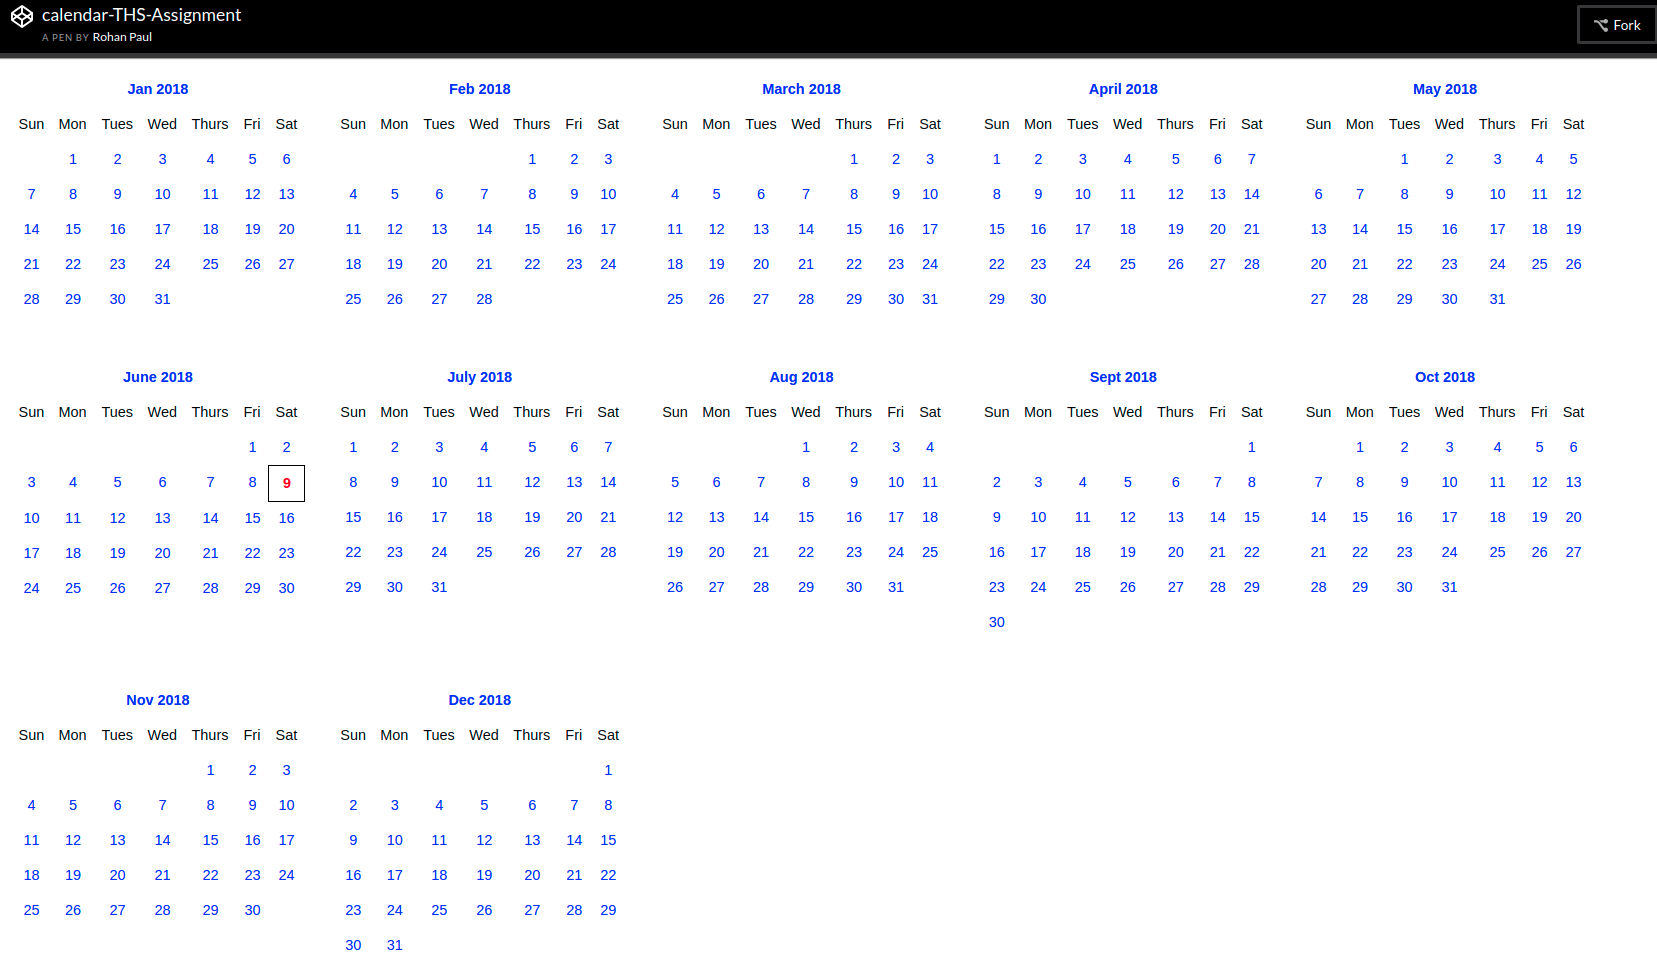 calendar-THS-Assignment
A PEN BY Rohan Paul
Fork
Jan 2018
Sun Mon Tues Wed Thurs Fri Sat
1 2 3 4 5 6
7 8 9 10 11 12 13
14 15 16 17 18 19 20
21 22 23 24 25 26 27
28 29 30 31
Feb 2018
Sun Mon Tues Wed Thurs Fri Sat
1 2 3
4 5 6 7 8 9 10
11 12 13 14 15 16 17
18 19 20 21 22 23 24
25 26 27 28
March 2018
Sun Mon Tues Wed Thurs Fri Sat
1 2 3
4 5 6 7 8 9 10
11 12 13 14 15 16 17
18 19 20 21 22 23 24
25 26 27 28 29 30 31
April 2018
Sun Mon Tues Wed Thurs Fri Sat
1 2 3 4 5 6 7
8 9 10 11 12 13 14
15 16 17 18 19 20 21
22 23 24 25 26 27 28
29 30
May 2018
Sun Mon Tues Wed Thurs Fri Sat
1 2 3 4 5
6 7 8 9 10 11 12
13 14 15 16 17 18 19
20 21 22 23 24 25 26
27 28 29 30 31
June 2018
Sun Mon Tues Wed Thurs Fri Sat
1 2
3 4 5 6 7 8 9
10 11 12 13 14 15 16
17 18 19 20 21 22 23
24 25 26 27 28 29 30
July 2018
Sun Mon Tues Wed Thurs Fri Sat
1 2 3 4 5 6 7
8 9 10 11 12 13 14
15 16 17 18 19 20 21
22 23 24 25 26 27 28
29 30 31
Aug 2018
Sun Mon Tues Wed Thurs Fri Sat
1 2 3 4
5 6 7 8 9 10 11
12 13 14 15 16 17 18
19 20 21 22 23 24 25
26 27 28 29 30 31
Sept 2018
Sun Mon Tues Wed Thurs Fri Sat
1
2 3 4 5 6 7 8
9 10 11 12 13 14 15
16 17 18 19 20 21 22
23 24 25 26 27 28 29
30
Oct 2018
Sun Mon Tues Wed Thurs Fri Sat
1 2 3 4 5 6
7 8 9 10 11 12 13
14 15 16 17 18 19 20
21 22 23 24 25 26 27
28 29 30 31
Nov 2018
Sun Mon Tues Wed Thurs Fri Sat
1 2 3
4 5 6 7 8 9 10
11 12 13 14 15 16 17
18 19 20 21 22 23 24
25 26 27 28 29 30
Dec 2018
Sun Mon Tues Wed Thurs Fri Sat
1
2 3 4 5 6 7 8
9 10 11 12 13 14 15
16 17 18 19 20 21 22
23 24 25 26 27 28 29
30 31